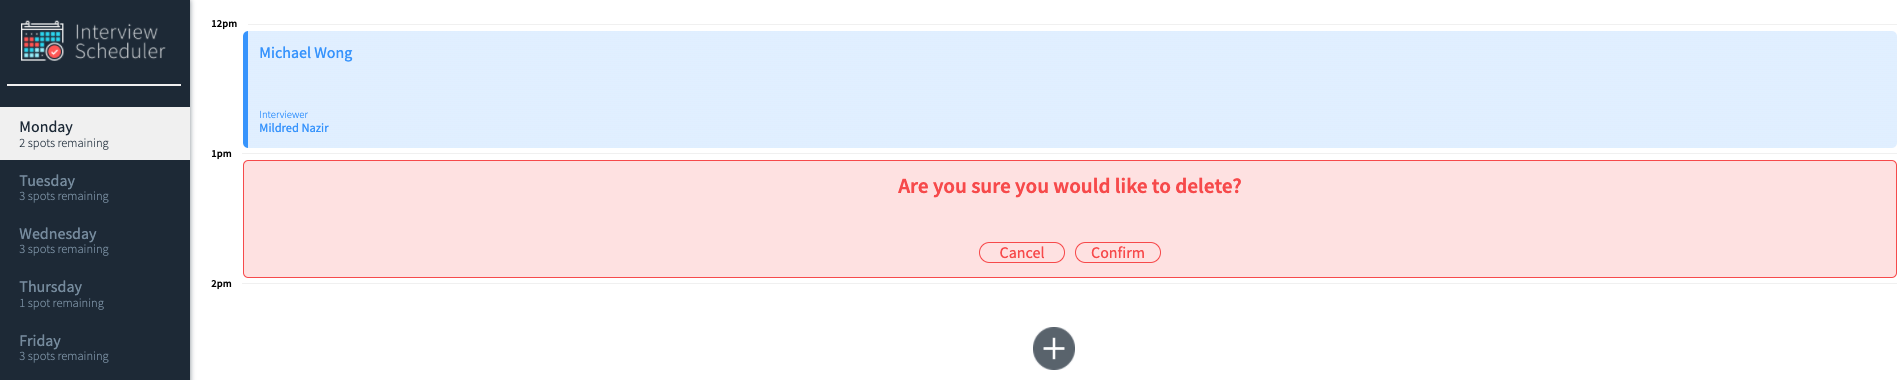 Interview
Scheduler
Monday
2 spots remaining
Tuesday
3 spots remaining
Wednesday
3 spots remaining
Thursday
1 spot remaining
Friday
3 spots remaining
12pm
Michael Wong
Interviewer
Mildred Nazir
1pm
Are you sure you would like to delete?
Cancel Confirm
2pm